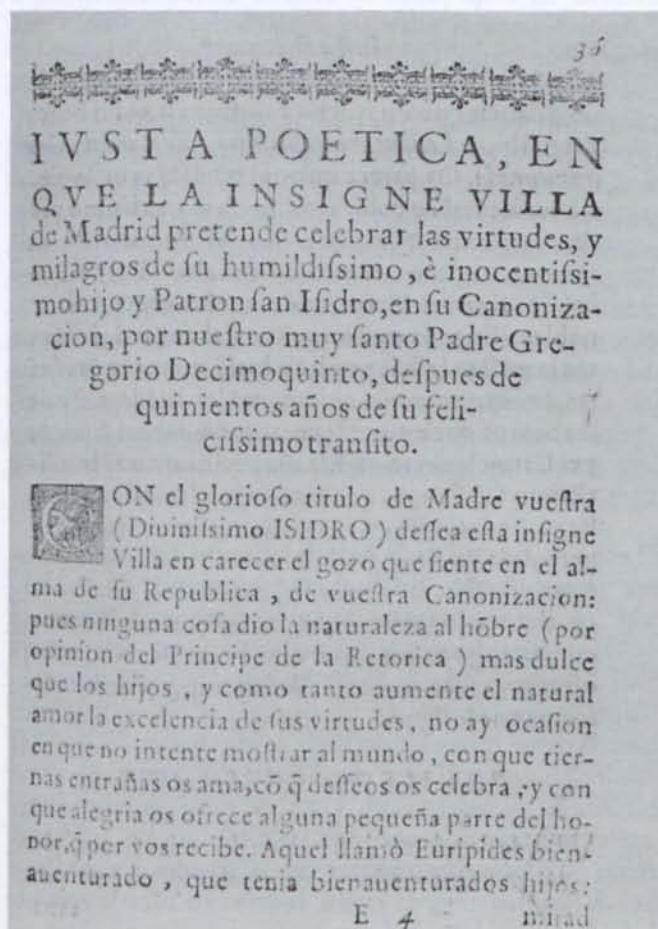 36
IVSTA POETICA, EN
QVE LA INSIGNE VILLA
de Madrid pretende celebrar las virtudes, y
milagros de ſu humildiſsimo, è inocentiſsi-
mohijo y Patron ſan Iſidro, en ſu Canoniza-
cion, por nueſtro muy ſanto Padre Gre-
gorio Decimoquinto, deſpues de
quinientos años de ſu feli-
ciſsimo tranſito.
CON el glorioſo titulo de Madre vueſtra
(Diuiniſsimo ISIDRO) deſſea eſta inſigne
Villa en carecer el gozo que ſiente en el al-
ma de ſu Republica, de vueſtra Canonizacion:
pues ninguna coſa dio la naturaleza al hõbre (por
opinion del Principe de la Retorica) mas dulce
que los hijos, y como tanto aumente el natural
amor la excelencia de ſus virtudes, no ay ocaſion
en que no intente moſtrar al mundo, con que tier-
nas entrañas os ama, cõ q̃ deſſeos os celebra, y con
que alegria os ofrece alguna pequeña parte del ho-
nor, q̃ por vos recibe. Aquel llamò Euripides bien-
auenturado, que tenia bienauenturados hijos:
E 4 mirad